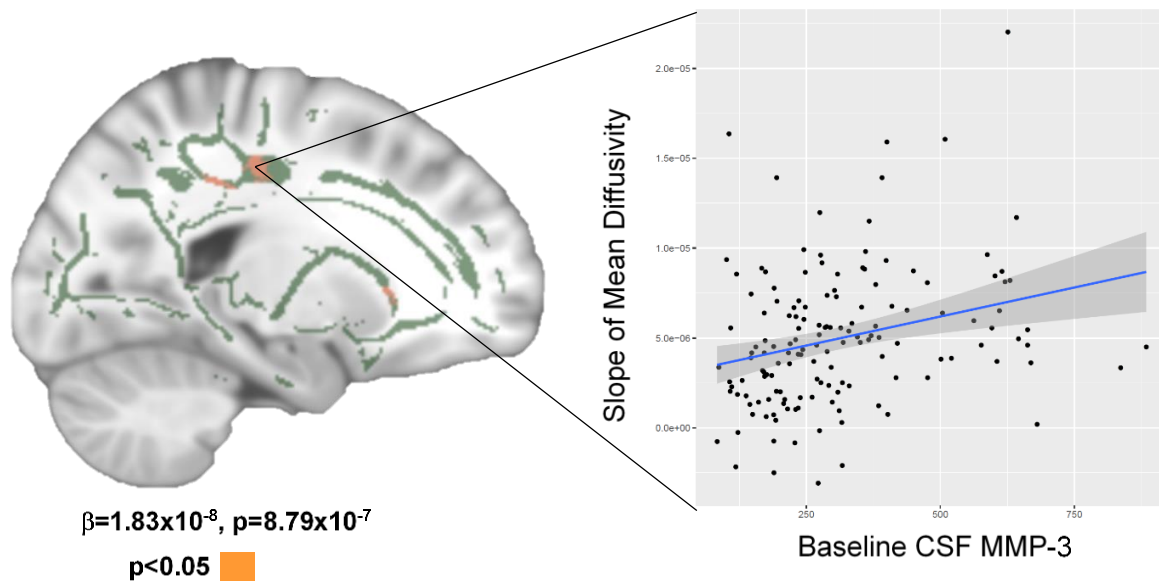 2.0e−05
1.5e−05
1.0e−05
5.0e−06
0.0e+00
Slope of Mean Diffusivity
250
500
750
Baseline CSF MMP-3
β=1.83x10⁻⁸, p=8.79x10⁻⁷
p<0.05